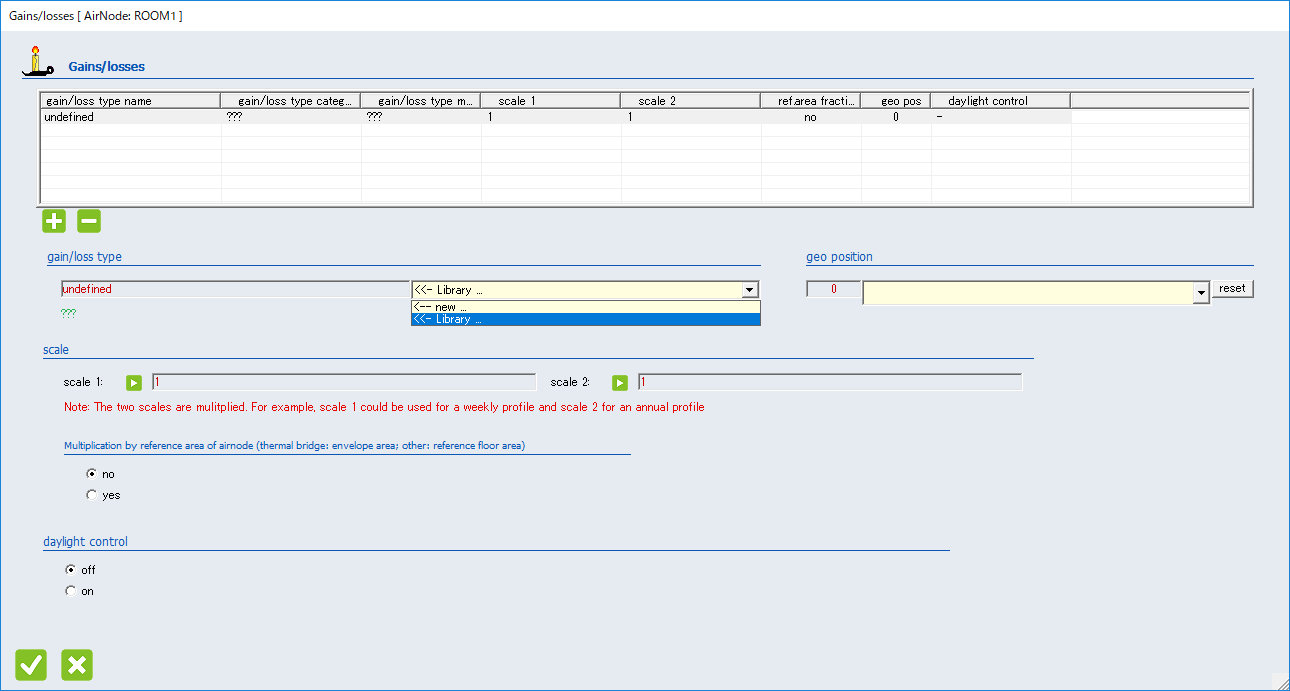 Gains/losses [ AirNode: ROOM1 ]
Gains/losses
gain/loss type name gain/loss type categ... gain/loss type m... scale 1 scale 2 ref.area fracti... geo pos daylight control
undefined ??? ??? 1 1 no 0 -
gain/loss type geo position
undefined <<- Library ... 0 reset
<-- new ...
??? <<- Library ...
scale
scale 1: 1 scale 2: 1
Note: The two scales are mulitplied. For example, scale 1 could be used for a weekly profile and scale 2 for an annual profile
Multiplication by reference area of airnode (thermal bridge: envelope area; other: reference floor area)
no
yes
daylight control
off
on